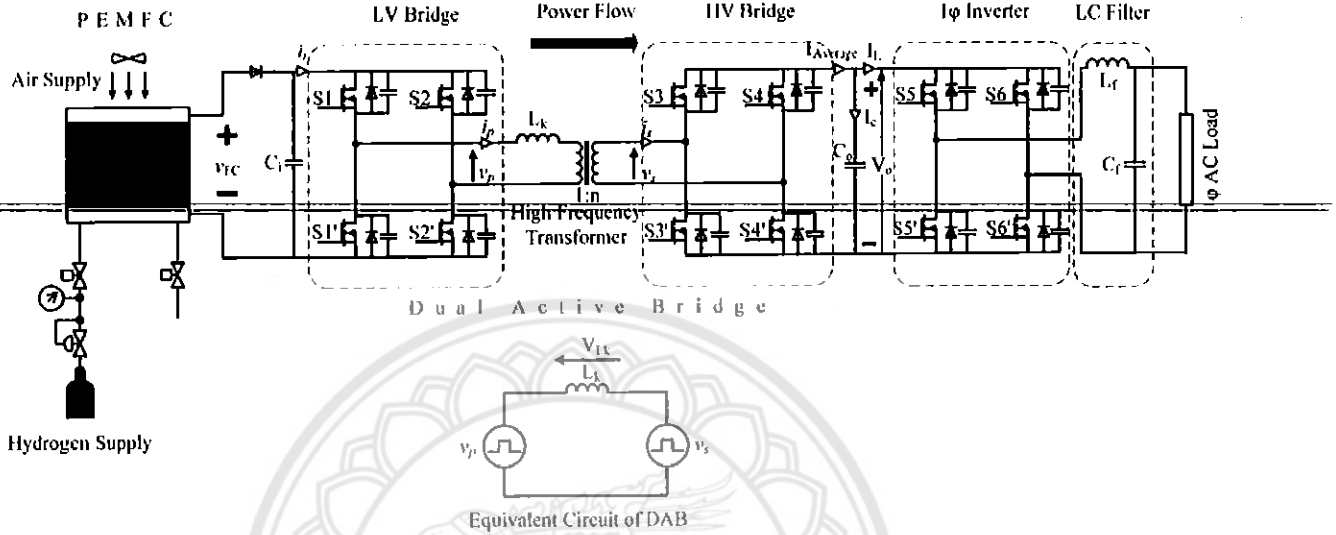 P E M F C
LV Bridge
Power Flow
HV Bridge
1φ Inverter
LC Filter
Air Supply
+
v_FC
−
C_i
S1
S2
S1'
S2'
i_p
L_k
v_p
1:n
High Frequency
Transformer
i_s
v_s
S3
S4
S3'
S4'
I_Average
I_L
+
I_c
C_o
V_o
−
S5
S6
S5'
S6'
L_f
C_f
φ AC Load
Dual Active Bridge
Hydrogen Supply
V_Lk
L_k
v_p
v_s
Equivalent Circuit of DAB